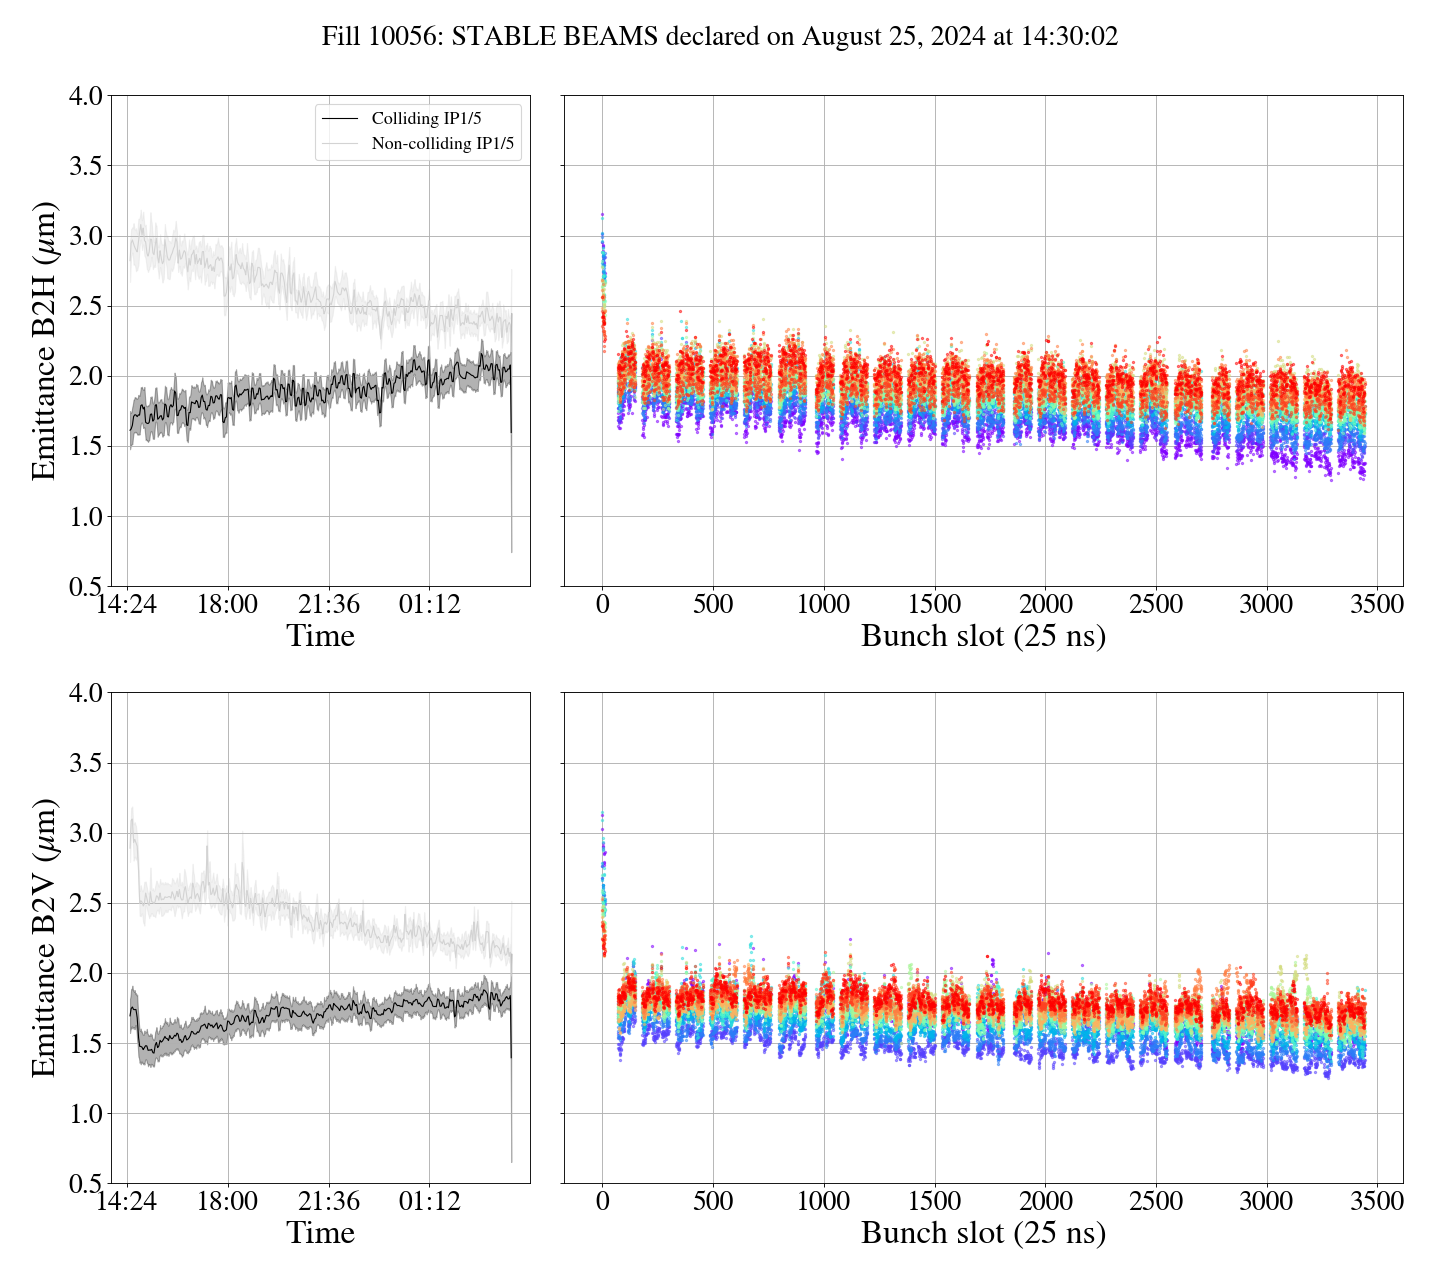 Fill 10056: STABLE BEAMS declared on August 25, 2024 at 14:30:02
Emittance B2H (μm)
4.0
3.5
3.0
2.5
2.0
1.5
1.0
0.5
Colliding IP1/5
Non-colliding IP1/5
14:24 18:00 21:36 01:12
Time
0 500 1000 1500 2000 2500 3000 3500
Bunch slot (25 ns)
Emittance B2V (μm)
4.0
3.5
3.0
2.5
2.0
1.5
1.0
0.5
14:24 18:00 21:36 01:12
Time
0 500 1000 1500 2000 2500 3000 3500
Bunch slot (25 ns)